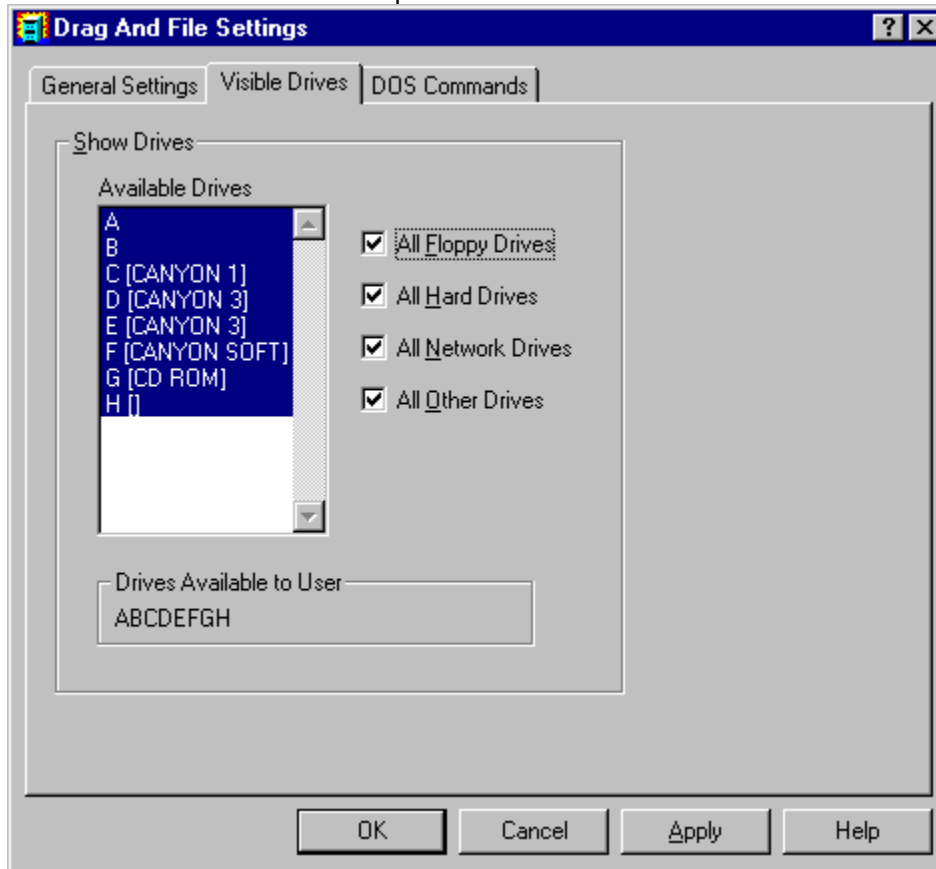 Drag And File Settings
General Settings Visible Drives DOS Commands
Show Drives
Available Drives
A
B
C [CANYON 1]
D [CANYON 3]
E [CANYON 3]
F [CANYON SOFT]
G [CD ROM]
H []
All Floppy Drives
All Hard Drives
All Network Drives
All Other Drives
Drives Available to User
ABCDEFGH
OK Cancel Apply Help